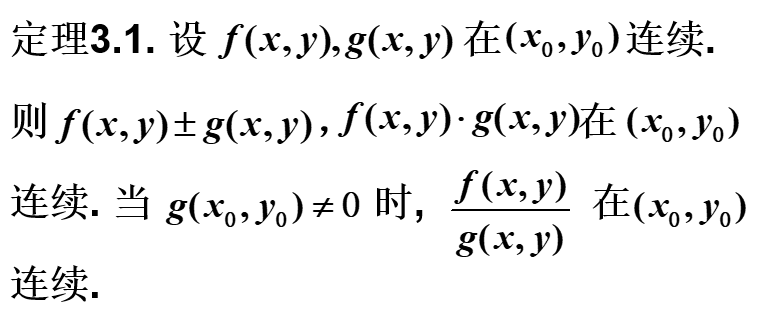 定理3.1. 设 f(x,y),g(x,y) 在(x₀,y₀)连续.
则 f(x,y)±g(x,y), f(x,y)·g(x,y)在 (x₀,y₀)
连续. 当 g(x₀,y₀)≠0 时, f(x,y)/g(x,y) 在(x₀,y₀)
连续.